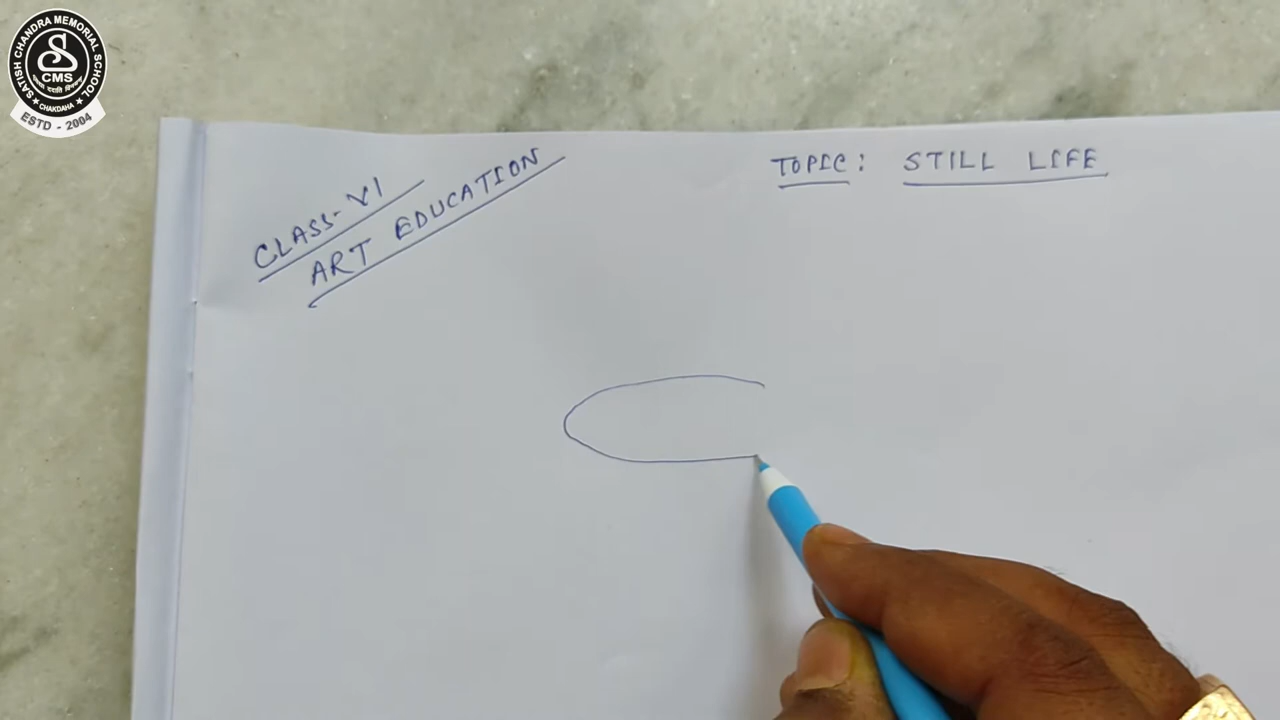 SATISH CHANDRA MEMORIAL SCHOOL
S
CMS
CHAKDAHA
ESTD - 2004
CLASS-VI
ART EDUCATION
TOPIC: STILL LIFE